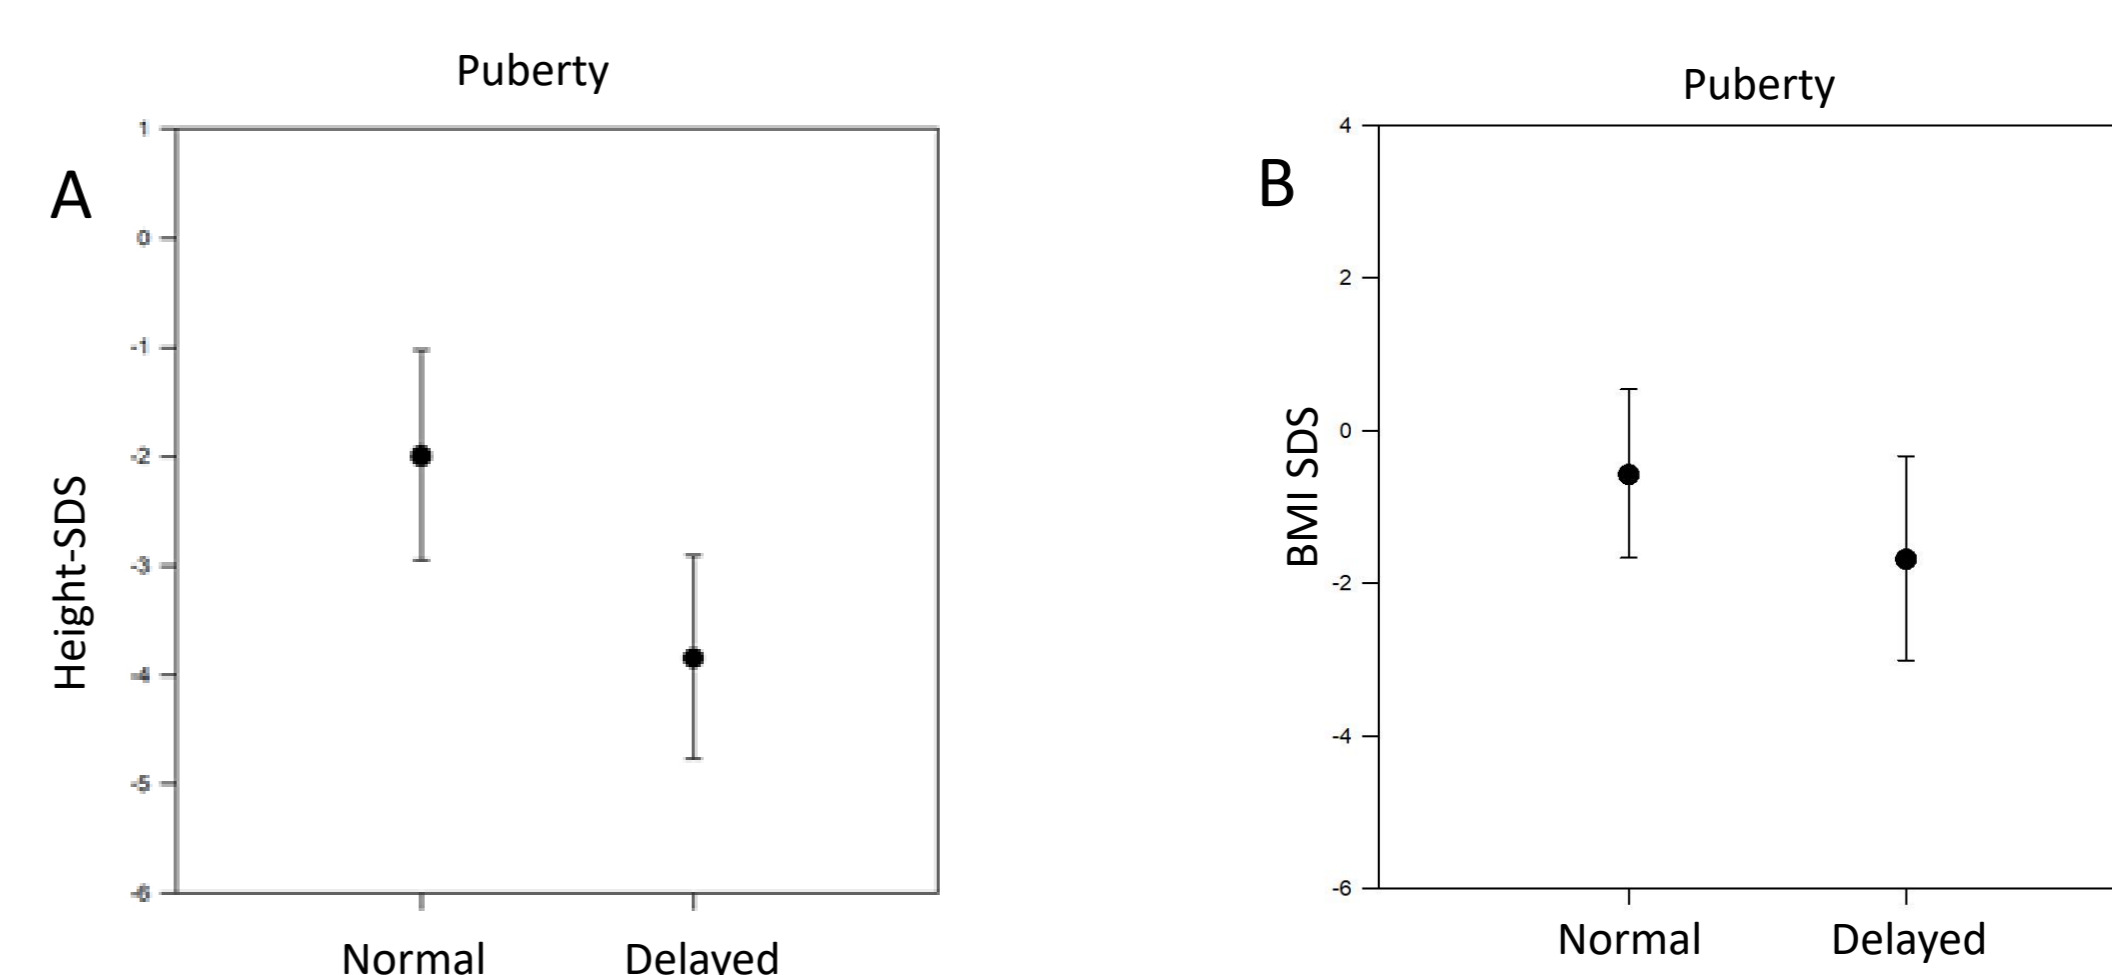 Puberty
A
Height-SDS
1
0
-1
-2
-3
-4
-5
-6
Normal Delayed
Puberty
B
BMI SDS
4
2
0
-2
-4
-6
Normal Delayed